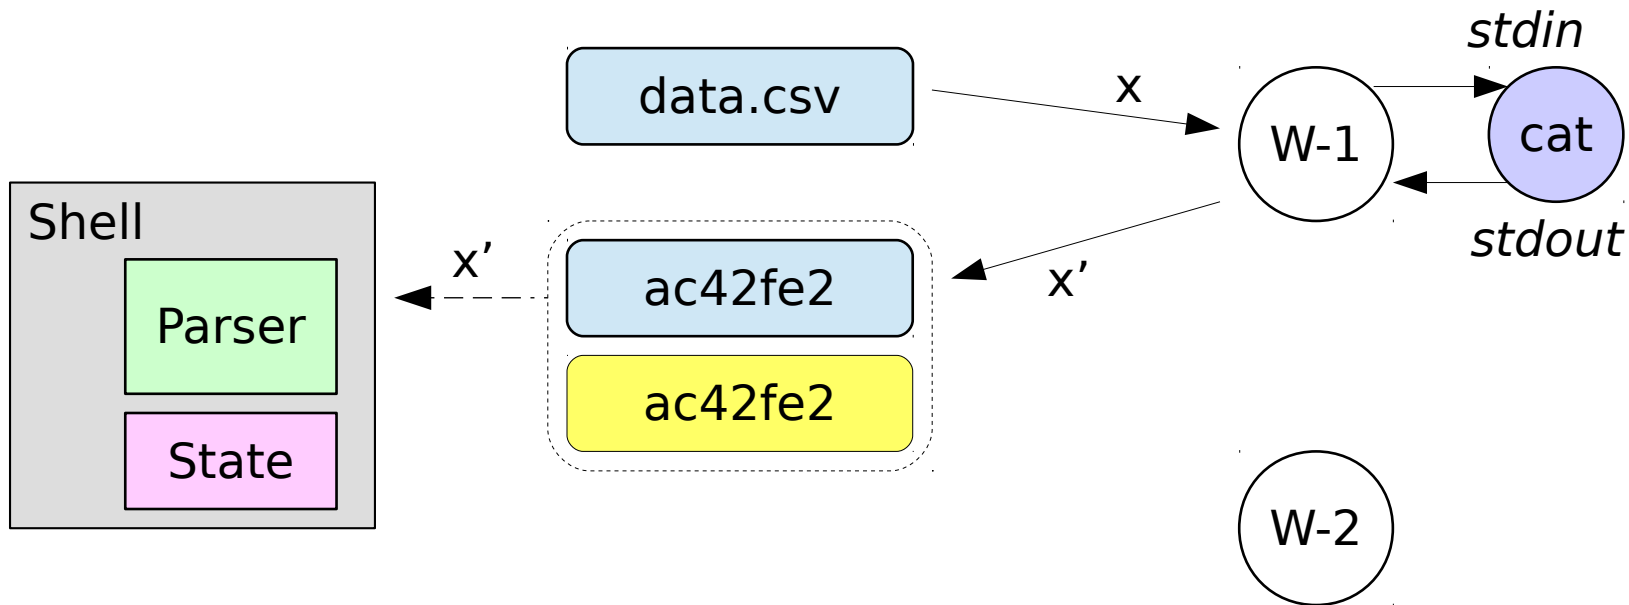 stdin
data.csv
x
W-1
cat
Shell
x’
ac42fe2
x’
stdout
Parser
ac42fe2
State
W-2